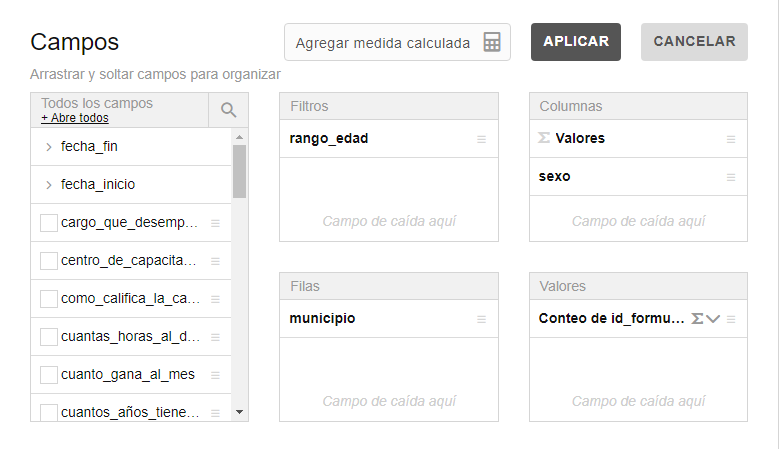 Campos
Agregar medida calculada
APLICAR
CANCELAR
Arrastrar y soltar campos para organizar
Todos los campos
+ Abre todos
fecha_fin
fecha_inicio
cargo_que_desemp...
centro_de_capacita...
como_califica_la_ca...
cuantas_horas_al_d...
cuanto_gana_al_mes
cuantos_años_tiene...
Filtros
rango_edad
Campo de caída aquí
Columnas
Σ Valores
sexo
Campo de caída aquí
Filas
municipio
Campo de caída aquí
Valores
Conteo de id_formu... Σ
Campo de caída aquí